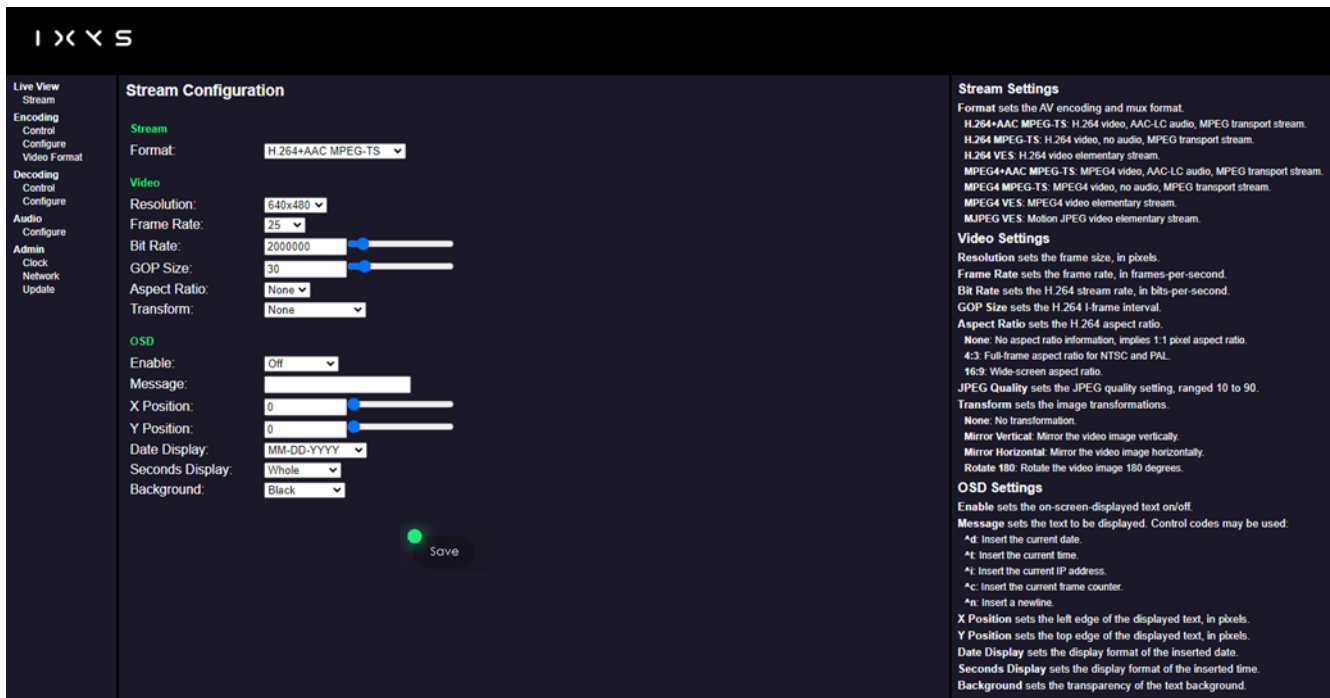 IXYS
Live View
Stream
Encoding
Control
Configure
Video Format
Decoding
Control
Configure
Audio
Configure
Admin
Clock
Network
Update
Stream Configuration
Stream
Format: H.264+AAC MPEG-TS
Video
Resolution: 640x480
Frame Rate: 25
Bit Rate: 2000000
GOP Size: 30
Aspect Ratio: None
Transform: None
OSD
Enable: Off
Message:
X Position: 0
Y Position: 0
Date Display: MM-DD-YYYY
Seconds Display: Whole
Background: Black
Save
Stream Settings
Format sets the AV encoding and mux format.
H.264+AAC MPEG-TS: H.264 video, AAC-LC audio, MPEG transport stream.
H.264 MPEG-TS: H.264 video, no audio, MPEG transport stream.
H.264 VES: H.264 video elementary stream.
MPEG4+AAC MPEG-TS: MPEG4 video, AAC-LC audio, MPEG transport stream.
MPEG4 MPEG-TS: MPEG4 video, no audio, MPEG transport stream.
MPEG4 VES: MPEG4 video elementary stream.
MJPEG VES: Motion JPEG video elementary stream.
Video Settings
Resolution sets the frame size, in pixels.
Frame Rate sets the frame rate, in frames-per-second.
Bit Rate sets the H.264 stream rate, in bits-per-second.
GOP Size sets the H.264 I-frame interval.
Aspect Ratio sets the H.264 aspect ratio.
None: No aspect ratio information, implies 1:1 pixel aspect ratio.
4:3: Full-frame aspect ratio for NTSC and PAL.
16:9: Wide-screen aspect ratio.
JPEG Quality sets the JPEG quality setting, ranged 10 to 90.
Transform sets the image transformations.
None: No transformation.
Mirror Vertical: Mirror the video image vertically.
Mirror Horizontal: Mirror the video image horizontally.
Rotate 180: Rotate the video image 180 degrees.
OSD Settings
Enable sets the on-screen-displayed text on/off.
Message sets the text to be displayed. Control codes may be used:
^d: Insert the current date.
^t: Insert the current time.
^i: Insert the current IP address.
^c: Insert the current frame counter.
^n: Insert a newline.
X Position sets the left edge of the displayed text, in pixels.
Y Position sets the top edge of the displayed text, in pixels.
Date Display sets the display format of the inserted date.
Seconds Display sets the display format of the inserted time.
Background sets the transparency of the text background.